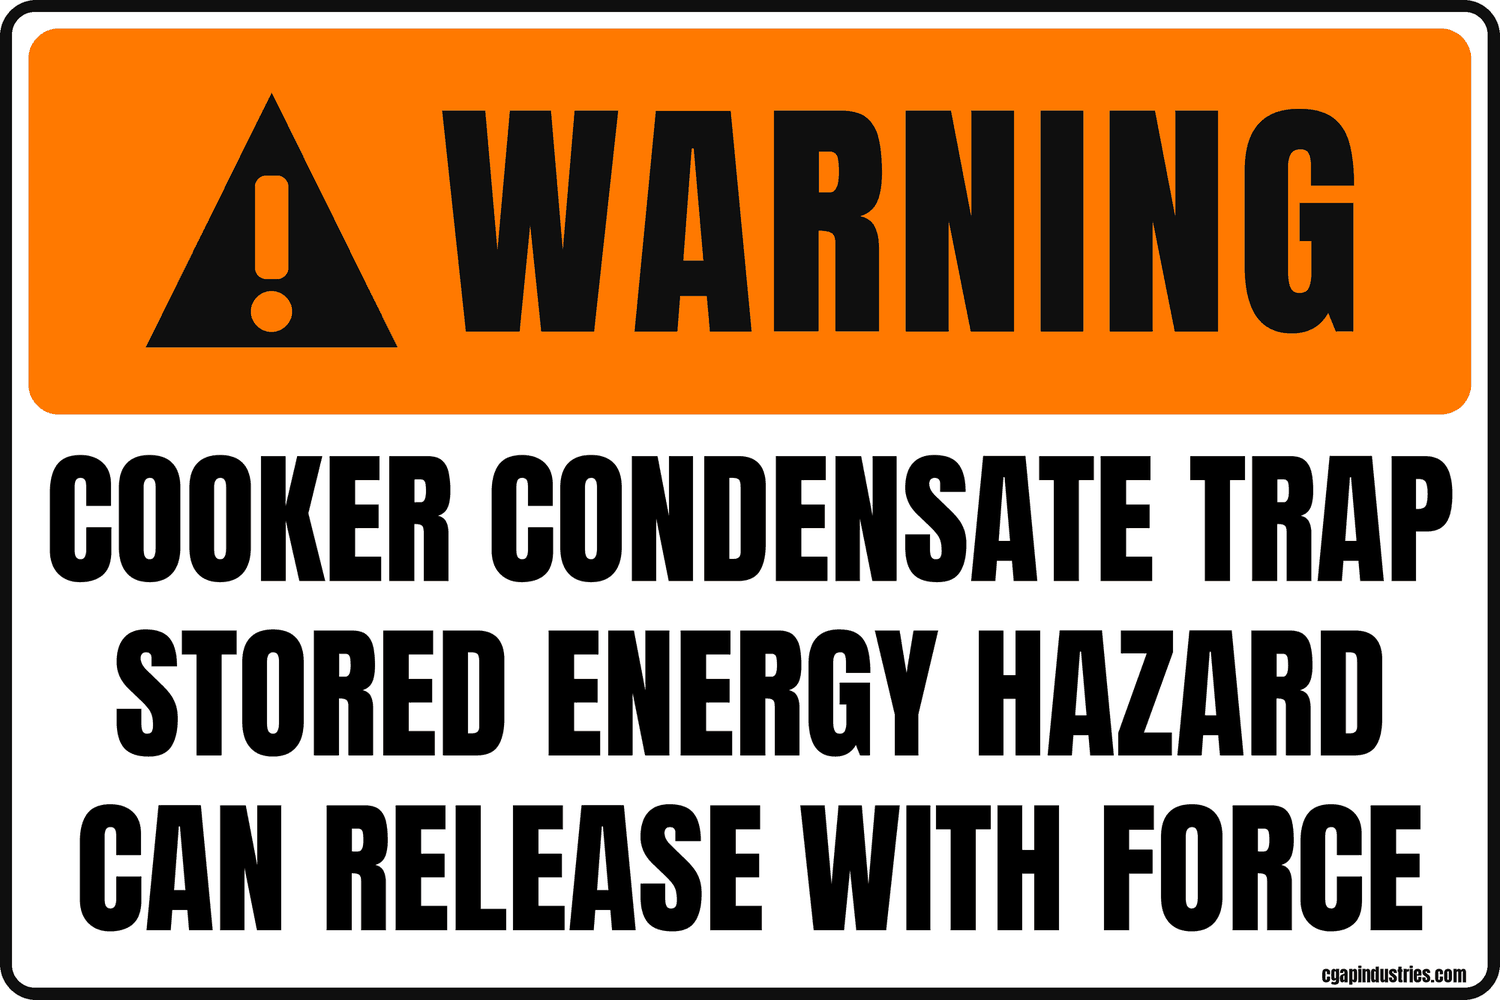 WARNING
COOKER CONDENSATE TRAP
STORED ENERGY HAZARD
CAN RELEASE WITH FORCE
cgapindustries.com